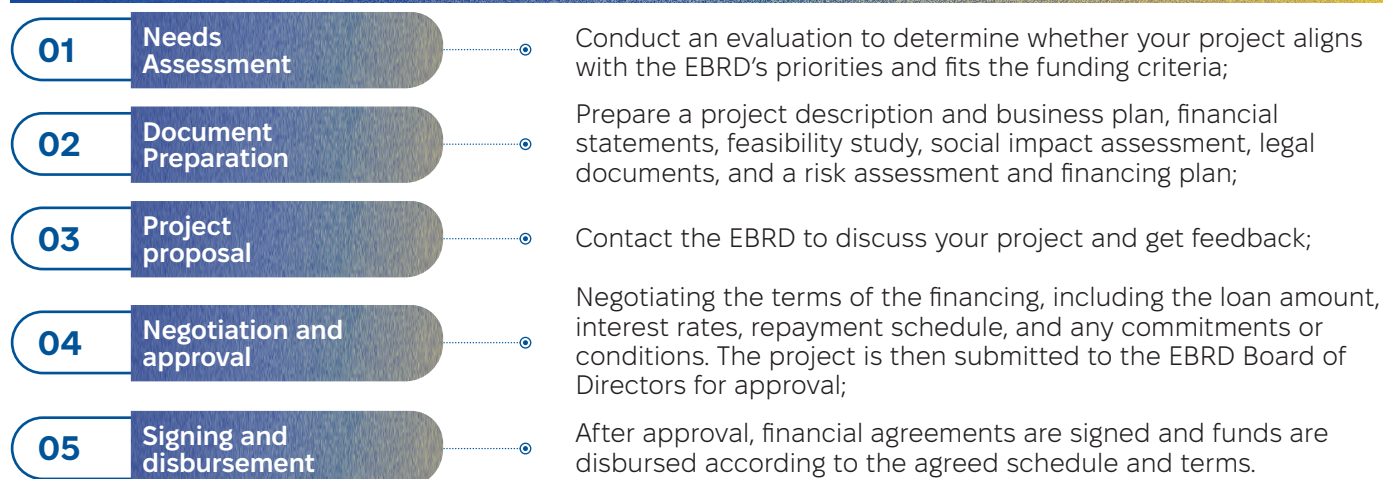 01
Needs
Assessment
Conduct an evaluation to determine whether your project aligns
with the EBRD's priorities and fits the funding criteria;
02
Document
Preparation
Prepare a project description and business plan, financial
statements, feasibility study, social impact assessment, legal
documents, and a risk assessment and financing plan;
03
Project
proposal
Contact the EBRD to discuss your project and get feedback;
04
Negotiation and
approval
Negotiating the terms of the financing, including the loan amount,
interest rates, repayment schedule, and any commitments or
conditions. The project is then submitted to the EBRD Board of
Directors for approval;
05
Signing and
disbursement
After approval, financial agreements are signed and funds are
disbursed according to the agreed schedule and terms.